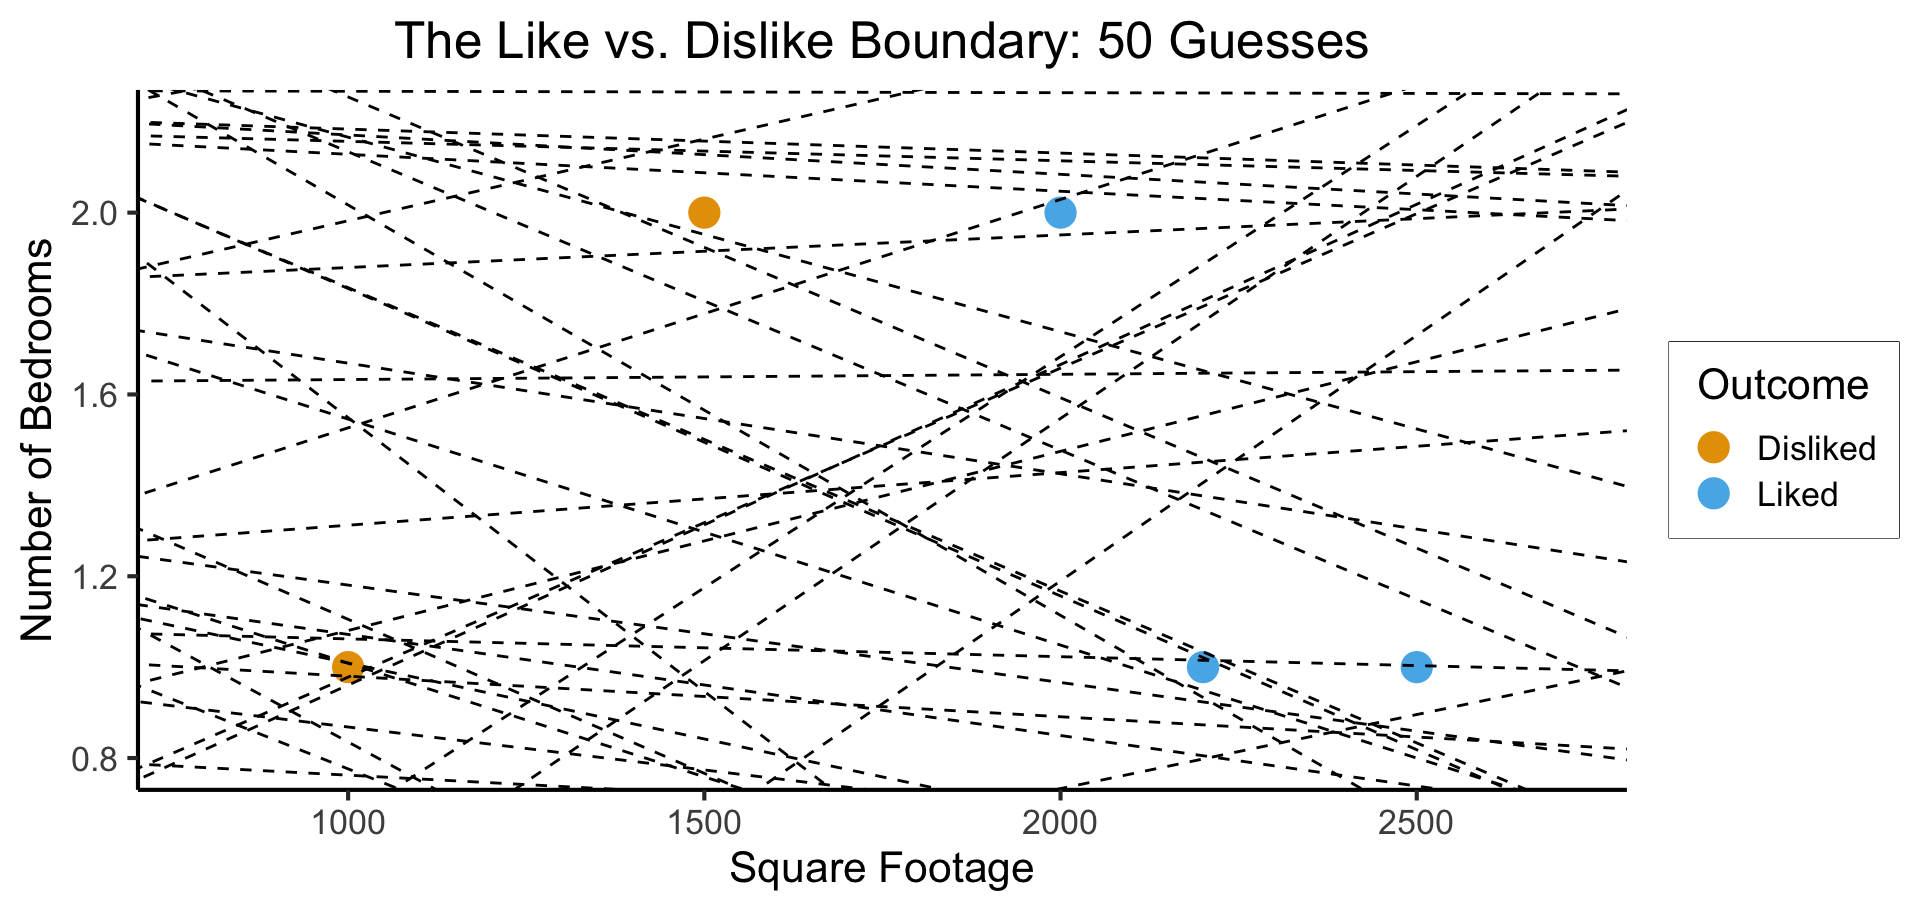 The Like vs. Dislike Boundary: 50 Guesses
Number of Bedrooms
2.0
1.6
1.2
0.8
1000 1500 2000 2500
Square Footage
Outcome
Disliked
Liked